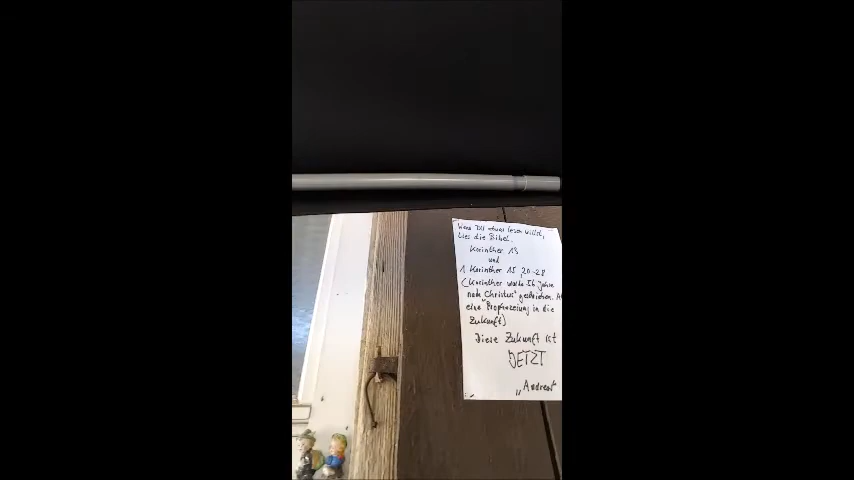 Wenn DU etwas lesen willst,
Lies die Bibel.
Korinther 13
und
1. Korinther 15, 20-28
(Korinther wurde 56 Jahre
nach Christus geschrieben.
eine Prophezeiung in die
Zukunft)
Diese Zukunft ist
JETZT
"Andreas"